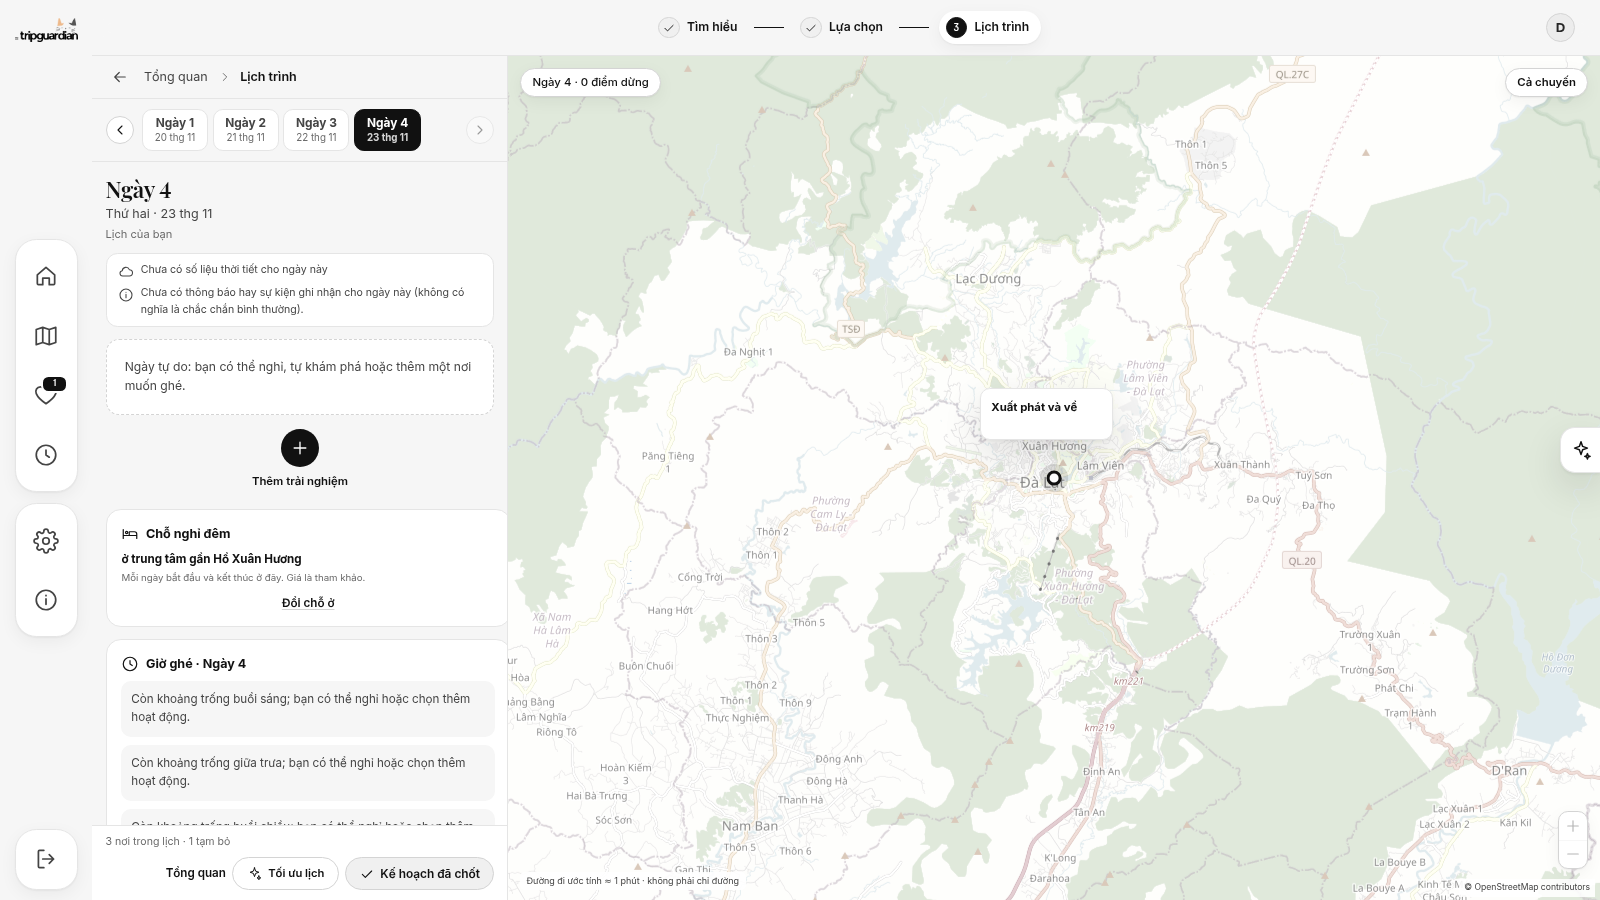 .tripguardian
Tìm hiểu
Lựa chọn
3 Lịch trình
D
Tổng quan > Lịch trình
Ngày 1
20 thg 11
Ngày 2
21 thg 11
Ngày 3
22 thg 11
Ngày 4
23 thg 11
Ngày 4
Thứ hai · 23 thg 11
Lịch của bạn
Chưa có số liệu thời tiết cho ngày này
Chưa có thông báo hay sự kiện ghi nhận cho ngày này (không có
nghĩa là chắc chắn bình thường).
Ngày tự do: bạn có thể nghỉ, tự khám phá hoặc thêm một nơi
muốn ghé.
1
Thêm trải nghiệm
Chỗ nghỉ đêm
ở trung tâm gần Hồ Xuân Hương
Mỗi ngày bắt đầu và kết thúc ở đây. Giá là tham khảo.
Đổi chỗ ở
Giờ ghé · Ngày 4
Còn khoảng trống buổi sáng; bạn có thể nghỉ hoặc chọn thêm
hoạt động.
Còn khoảng trống giữa trưa; bạn có thể nghỉ hoặc chọn thêm
hoạt động.
3 nơi trong lịch · 1 tạm bỏ
Tổng quan
Tối ưu lịch
Kế hoạch đã chốt
Ngày 4 · 0 điểm dừng
Cả chuyến
QL.27C
Thôn 1
Thôn 5
Lạc Dương
TSĐ
Đa Nghịt 1
Phường
Lâm Viên
- Đà Lạt
Xuất phát và về
Xuân Hương
Lâm Viên
Đà Lạt
Xuân Thành
Tuý Sơn
Đa Quý
Đa Thọ
Păng Tiêng
1
Phường
Cam Ly -
Đà Lạt
Thôn 2
Thôn 1
QL.20
Cổng Trời
Phường
Xuân Hương
- Đà Lạt
Hang Hớt
Xã Nam
Hà Lâm
Hà
Thôn 5
Thôn 3
Trường Xuân
1
Buôn Chuối
Hồ Đơn
Dương
Trường Sơn
Hòa
km221
Thôn 2
Phát Chi
Thôn 1
Thôn 9
Lâm Nghĩa
Thực Nghiệm
Trạm Hành
1
Riông Tô
km219
Đông Anh
Hoàn Kiếm
3
Đà Hà
D'Ran
Đinh An
Hai Bà Trưng
Thanh Hà
Tân An
Lạc Xuân 1
Sóc Sơn
Nam Ban
Lạc Xuân 2
Kăn Kil
Thôn 5
Thôn 6
K'Long
La Bouye B
Đarahoa
La Bouye A
Đường đi ước tính ≈ 1 phút · không phải chỉ đường
© OpenStreetMap contributors